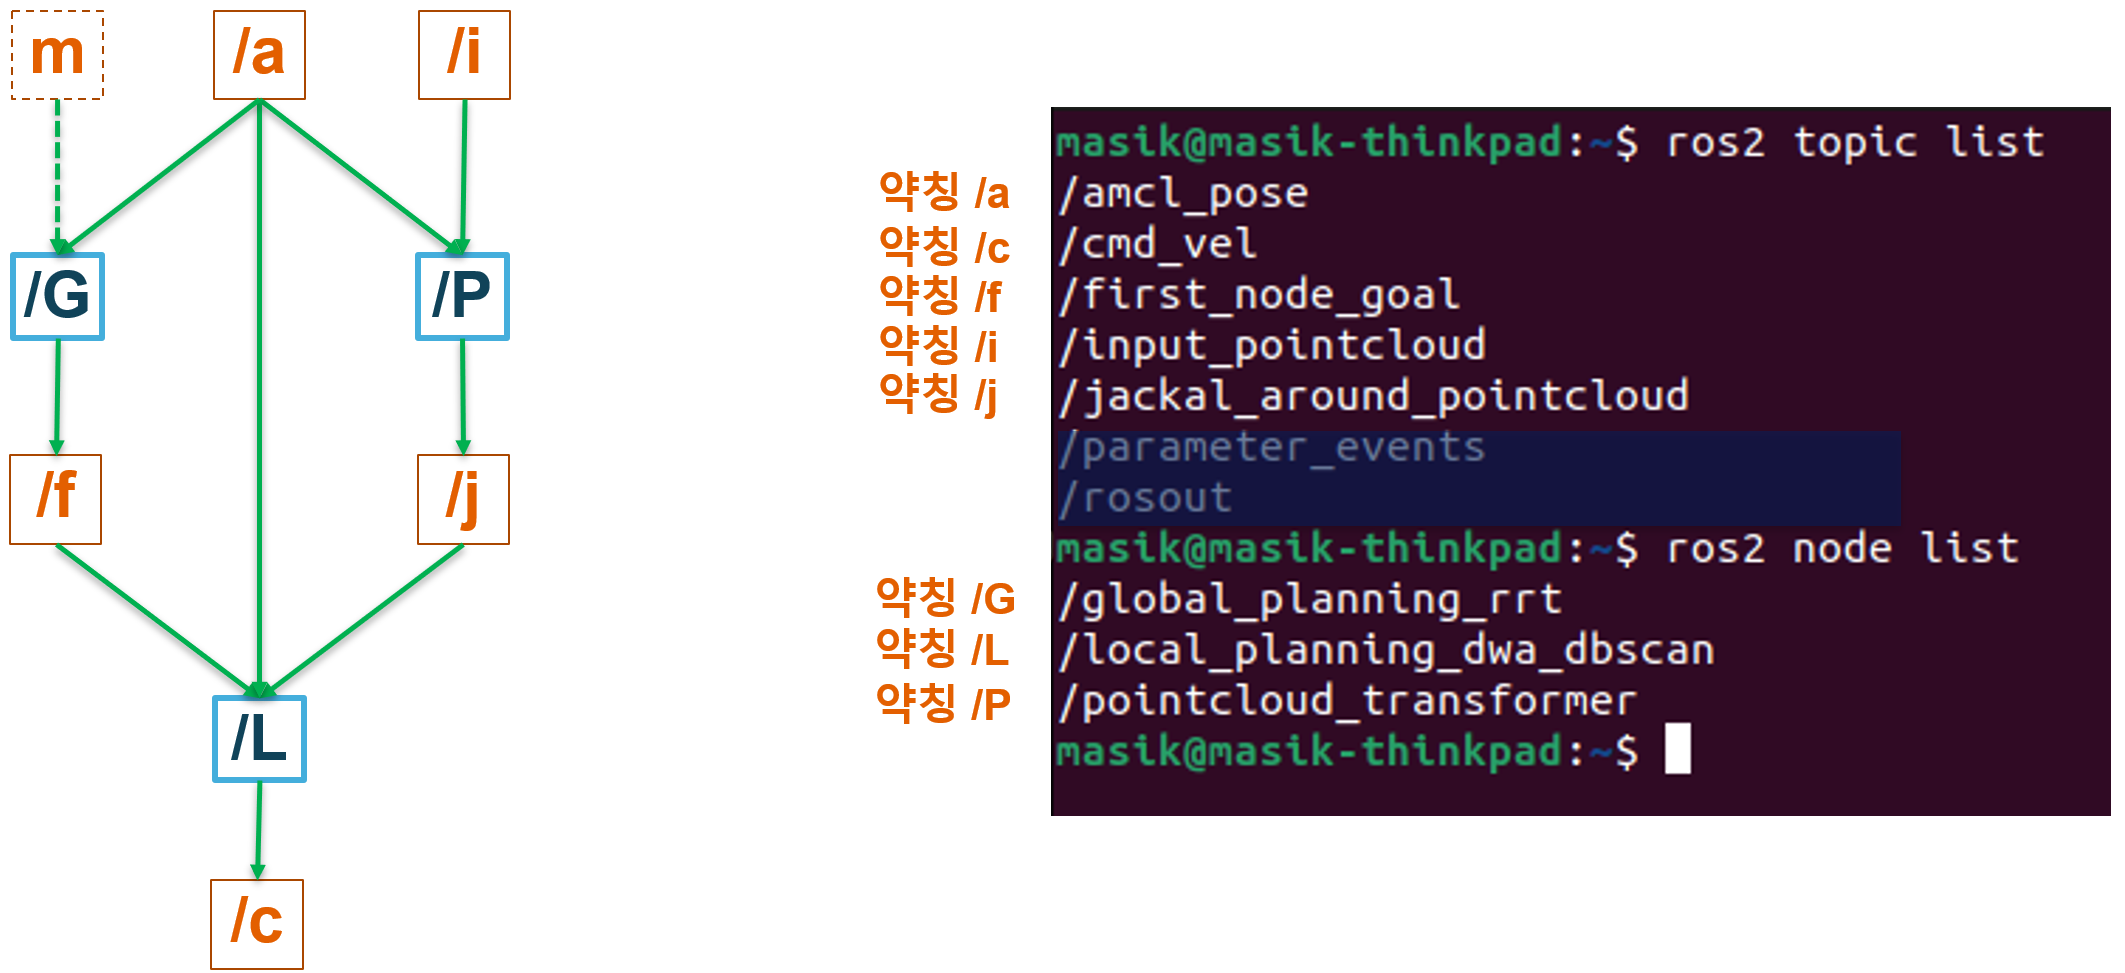 m /a /i
/G /P
/f /j
/L
/c
masik@masik-thinkpad:~$ ros2 topic list
약칭 /a /amcl_pose
약칭 /c /cmd_vel
약칭 /f /first_node_goal
약칭 /i /input_pointcloud
약칭 /j /jackal_around_pointcloud
/parameter_events
/rosout
masik@masik-thinkpad:~$ ros2 node list
약칭 /G /global_planning_rrt
약칭 /L /local_planning_dwa_dbscan
약칭 /P /pointcloud_transformer
masik@masik-thinkpad:~$